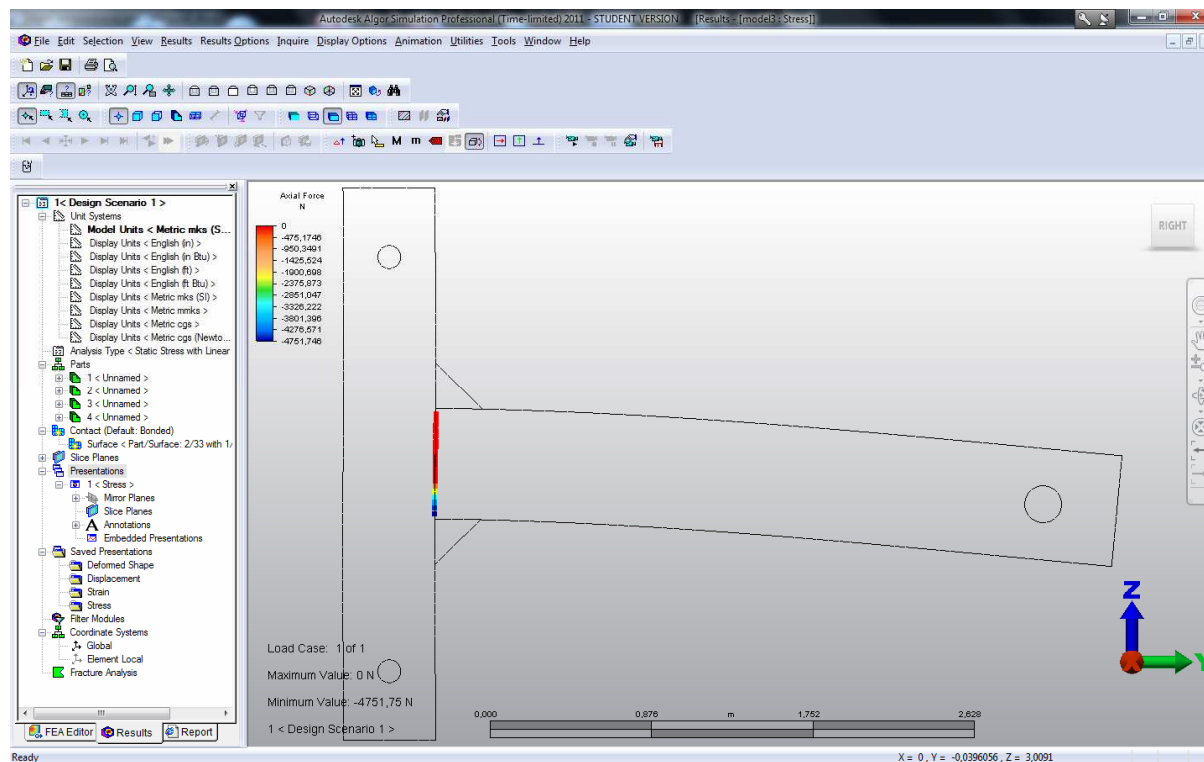 Autodesk Algor Simulation Professional (Time-limited) 2011 - STUDENT VERSION [Results - [model3 : Stress]]
File Edit Selection View Results Results Options Inquire Display Options Animation Utilities Tools Window Help
M m
1< Design Scenario 1 >
Unit Systems
Model Units < Metric mks (S...
Display Units < English (in) >
Display Units < English (in Btu) >
Display Units < English (ft) >
Display Units < English (ft Btu) >
Display Units < Metric mks (SI) >
Display Units < Metric mmks >
Display Units < Metric cgs >
Display Units < Metric cgs (Newto...
Analysis Type < Static Stress with Linear
Parts
1 < Unnamed >
2 < Unnamed >
3 < Unnamed >
4 < Unnamed >
Contact (Default: Bonded)
Surface < Part/Surface: 2/33 with 1/
Slice Planes
Presentations
1 < Stress >
Mirror Planes
Slice Planes
A Annotations
Embedded Presentations
Saved Presentations
Deformed Shape
Displacement
Strain
Stress
Filter Modules
Coordinate Systems
Global
Element Local
Fracture Analysis
FEA Editor Results Report
Axial Force
N
0
-475,1746
-950,3491
-1425,524
-1900,698
-2375,873
-2851,047
-3326,222
-3801,396
-4276,571
-4751,746
RIGHT
Load Case: 1 of 1
Maximum Value: 0 N
Minimum Value: -4751,75 N
1 < Design Scenario 1 >
0,000 0,876 m 1,752 2,628
Z
Y
Ready
X = 0 , Y = -0,0396056 , Z = 3,0091